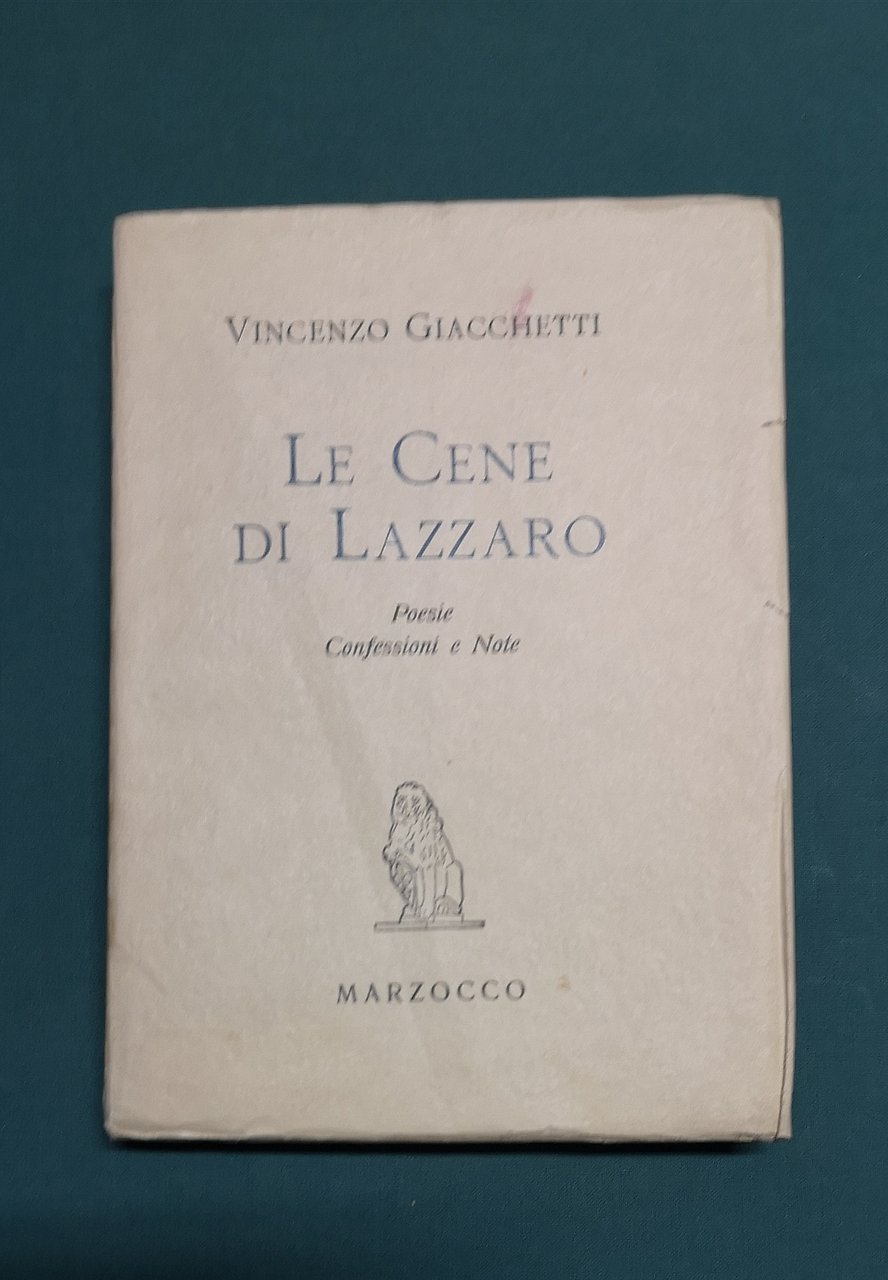 VINCENZO GIACCHETTI
LE CENE
DI LAZZARO
Poesie
Confessioni e Note
MARZOCCO